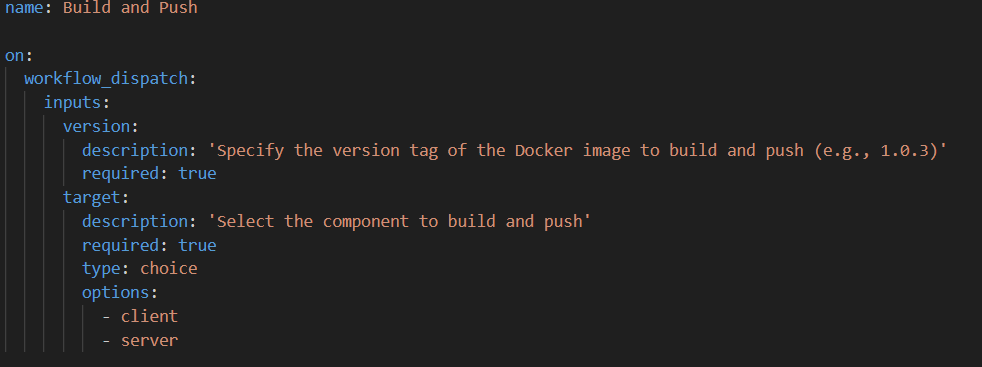 name: Build and Push
on:
workflow_dispatch:
inputs:
version:
description: 'Specify the version tag of the Docker image to build and push (e.g., 1.0.3)'
required: true
target:
description: 'Select the component to build and push'
required: true
type: choice
options:
- client
- server